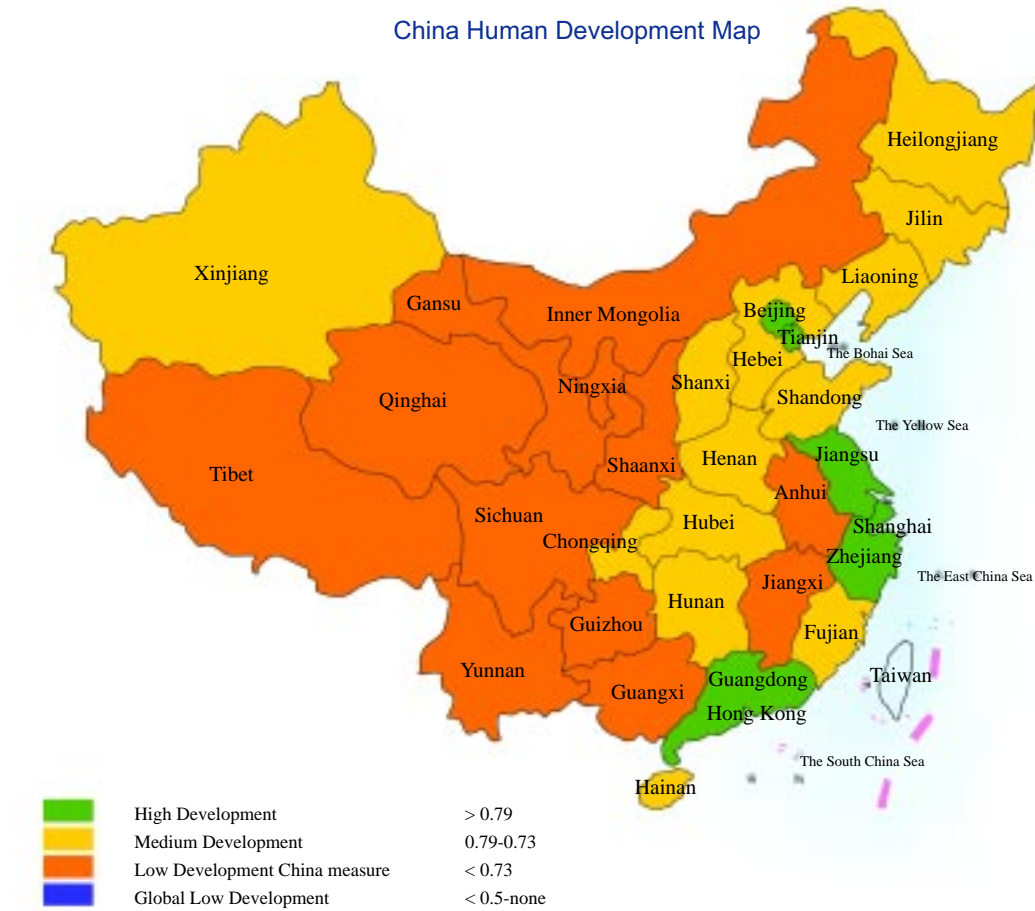 China Human Development Map
Heilongjiang
Jilin
Liaoning
Xinjiang
Gansu
Inner Mongolia
Beijing
Tianjin
The Bohai Sea
Hebei
Shanxi
Ningxia
Qinghai
Shandong
The Yellow Sea
Jiangsu
Henan
Shaanxi
Tibet
Anhui
Sichuan
Hubei
Shanghai
Chongqing
Zhejiang
The East China Sea
Jiangxi
Hunan
Guizhou
Fujian
Yunnan
Guangdong
Taiwan
Guangxi
Hong Kong
The South China Sea
Hainan
High Development > 0.79
Medium Development 0.79-0.73
Low Development China measure < 0.73
Global Low Development < 0.5-none